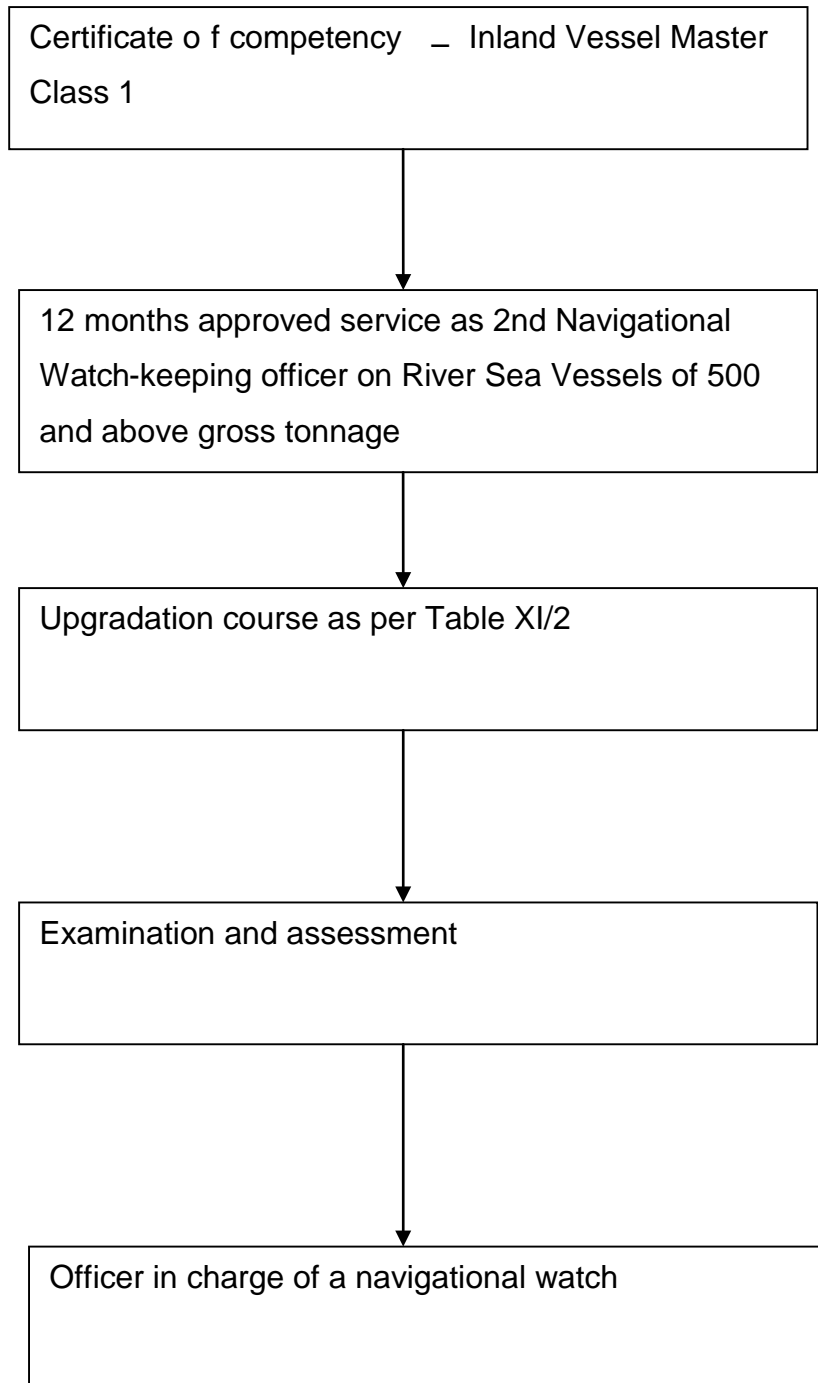 Certificate o f competency – Inland Vessel Master
Class 1
12 months approved service as 2nd Navigational
Watch-keeping officer on River Sea Vessels of 500
and above gross tonnage
Upgradation course as per Table XI/2
Examination and assessment
Officer in charge of a navigational watch